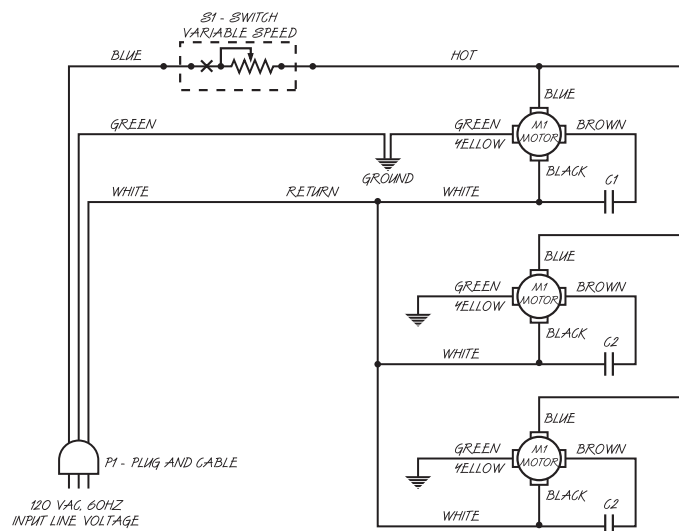 S1 - SWITCH
VARIABLE SPEED
BLUE
HOT
BLUE
GREEN
GREEN
YELLOW
M1
MOTOR
BROWN
GROUND
BLACK
C1
WHITE
RETURN
WHITE
BLUE
GREEN
YELLOW
M1
MOTOR
BROWN
BLACK
C2
WHITE
BLUE
GREEN
YELLOW
M1
MOTOR
BROWN
P1 - PLUG AND CABLE
BLACK
C2
WHITE
120 VAC, 60HZ
INPUT LINE VOLTAGE